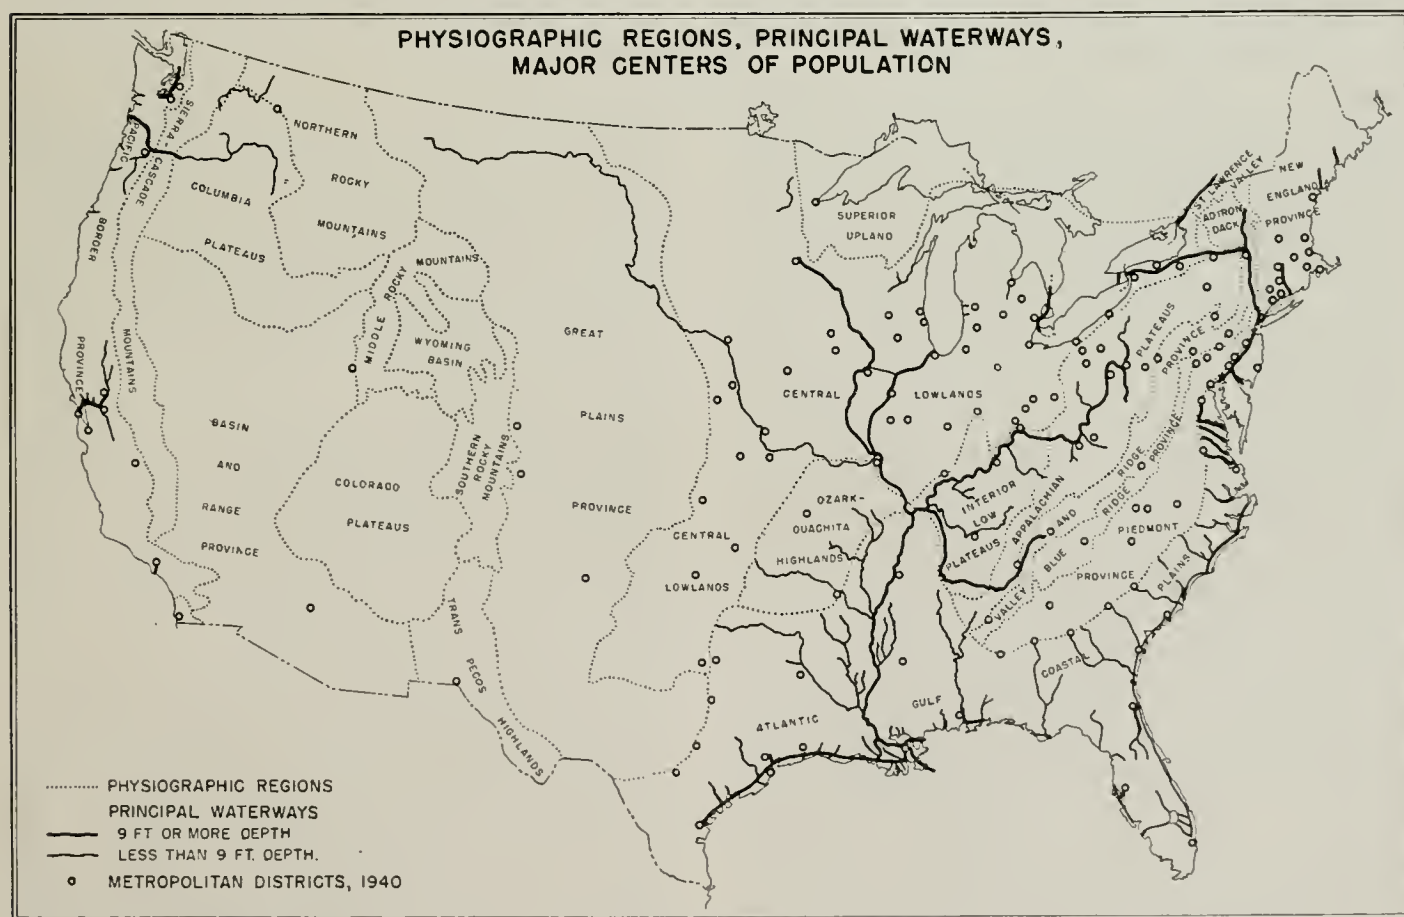 PHYSIOGRAPHIC REGIONS, PRINCIPAL WATERWAYS,
MAJOR CENTERS OF POPULATION
PACIFIC
BORDER
PROVINCE
SIERRA
CASCADE
MOUNTAINS
COLUMBIA
PLATEAUS
NORTHERN
ROCKY
MOUNTAINS
MIDDLE ROCKY
MOUNTAINS
WYOMING
BASIN
BASIN
AND
RANGE
PROVINCE
COLORADO
PLATEAUS
SOUTHERN
ROCKY
MOUNTAINS
TRANS
PECOS
HIGHLANDS
GREAT
PLAINS
PROVINCE
SUPERIOR
UPLAND
CENTRAL
LOWLANDS
CENTRAL
LOWLANDS
OZARK-
OUACHITA
HIGHLANDS
INTERIOR
LOW
PLATEAUS
APPALACHIAN
PLATEAUS
VALLEY
AND
RIDGE
PROVINCE
BLUE
RIDGE
PROVINCE
PIEDMONT
PROVINCE
ST. LAWRENCE
VALLEY
ADIRON
DACK
NEW
ENGLAND
PROVINCE
ATLANTIC
GULF
COASTAL
PLAINS
PHYSIOGRAPHIC REGIONS
PRINCIPAL WATERWAYS
9 FT OR MORE DEPTH
LESS THAN 9 FT. DEPTH.
METROPOLITAN DISTRICTS, 1940